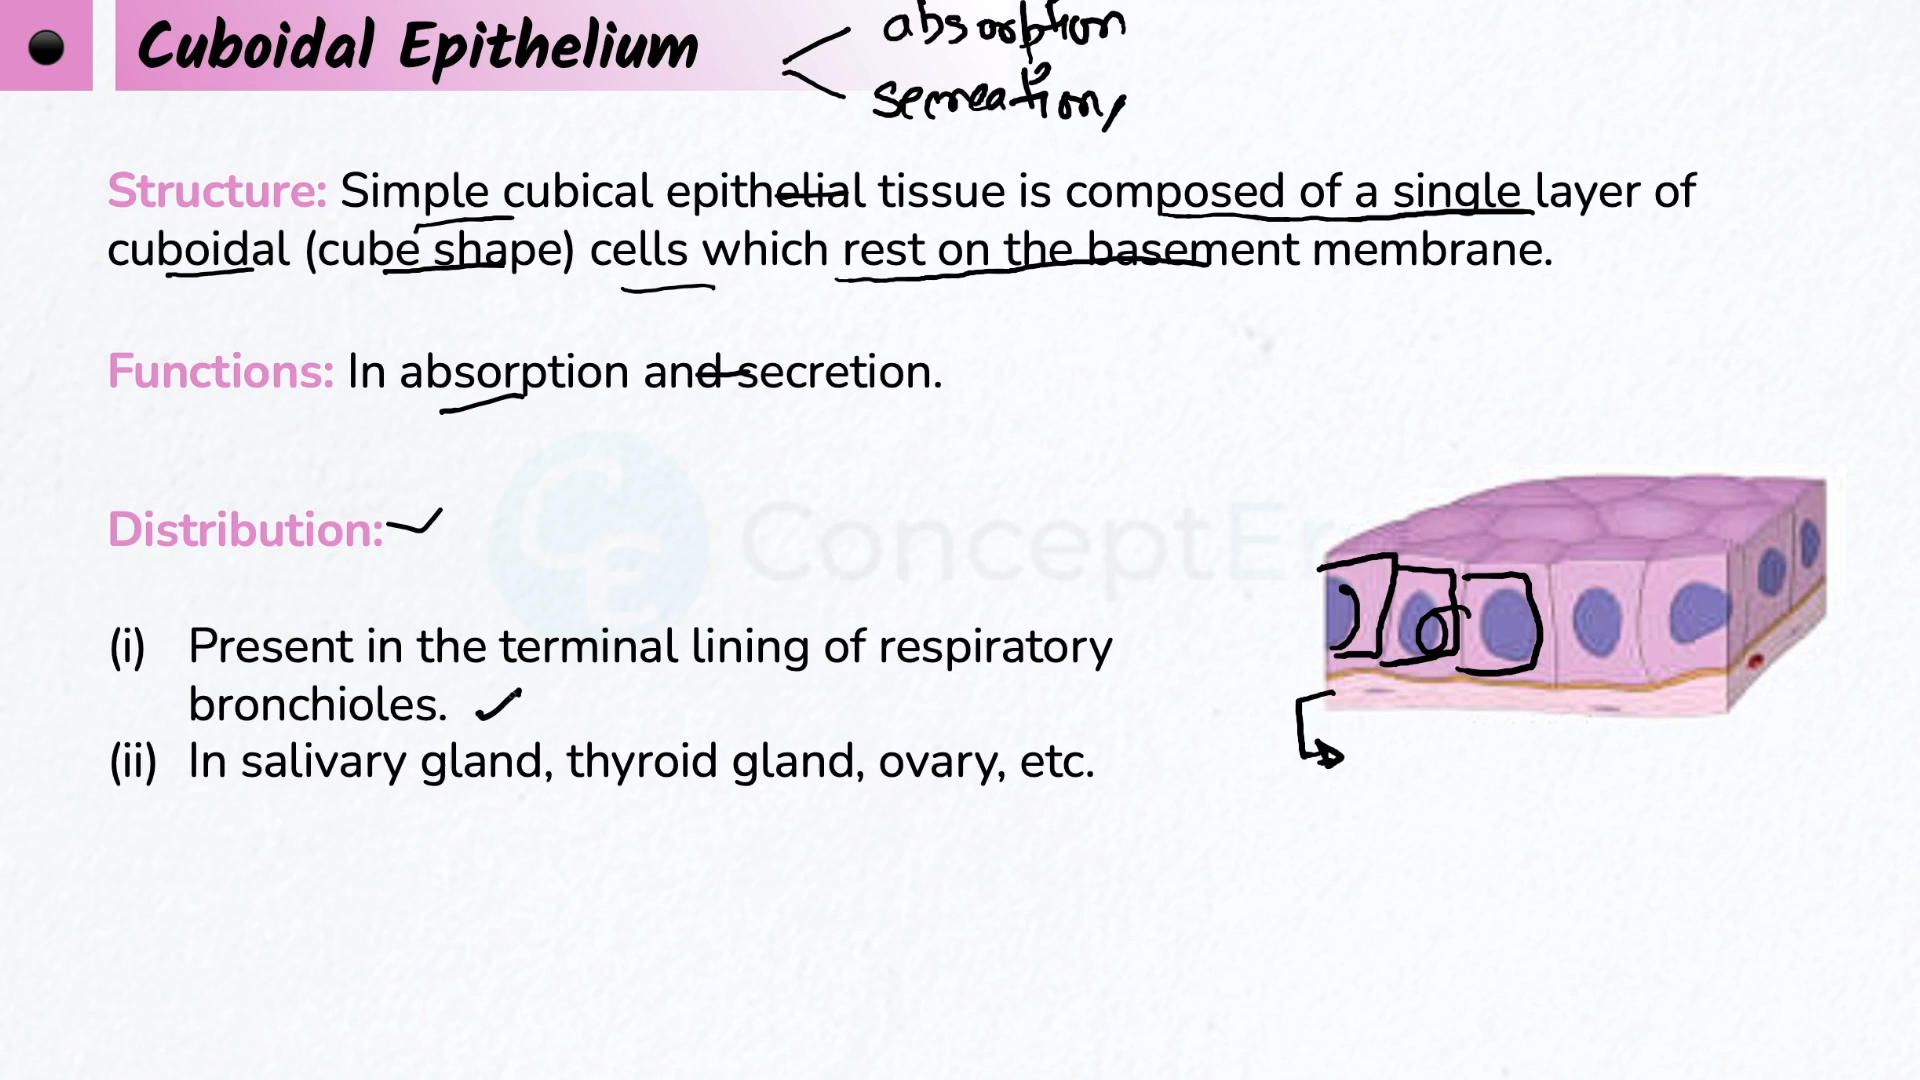 Cuboidal Epithelium
absorption
secreation,
Structure: Simple cubical epithelial tissue is composed of a single layer of
cuboidal (cube shape) cells which rest on the basement membrane.
Functions: In absorption and secretion.
Distribution:
CE ConceptEr
(i) Present in the terminal lining of respiratory
bronchioles.
(ii) In salivary gland, thyroid gland, ovary, etc.